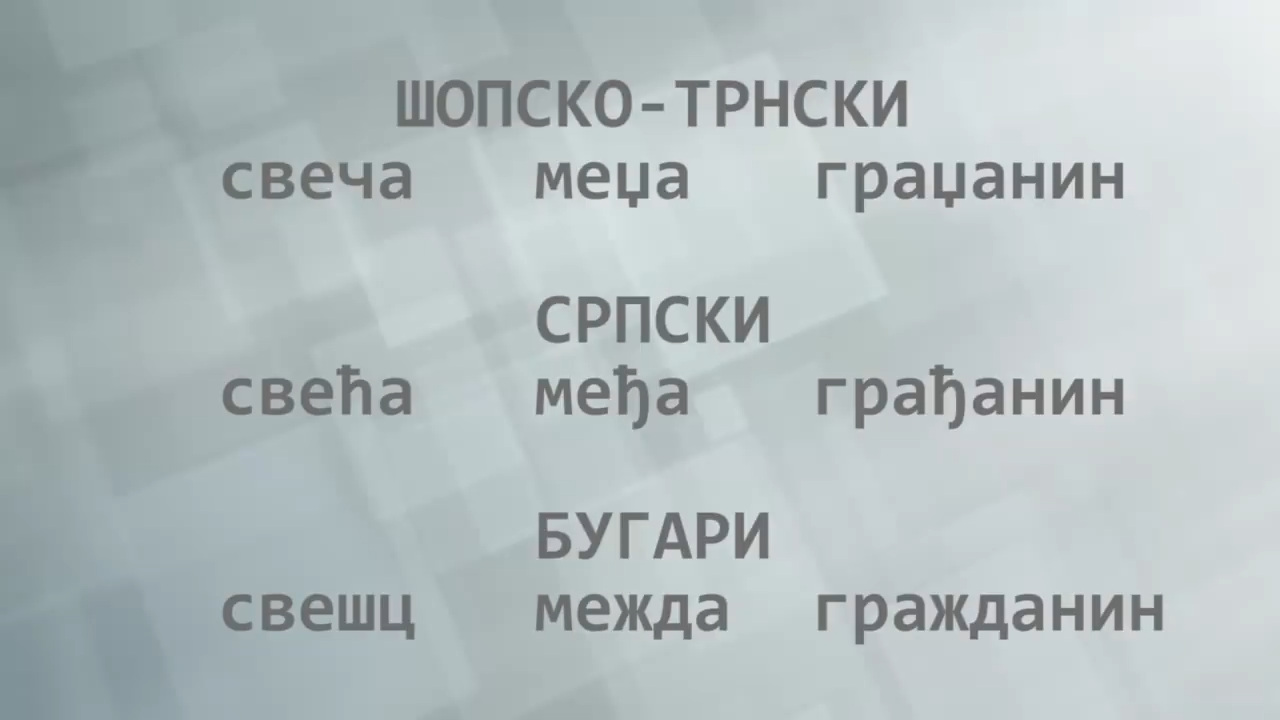 ШОПСКО-ТРНСКИ
свеча меџа граџанин
СРПСКИ
свећа међа грађанин
БУГАРИ
свешц межда гражданин